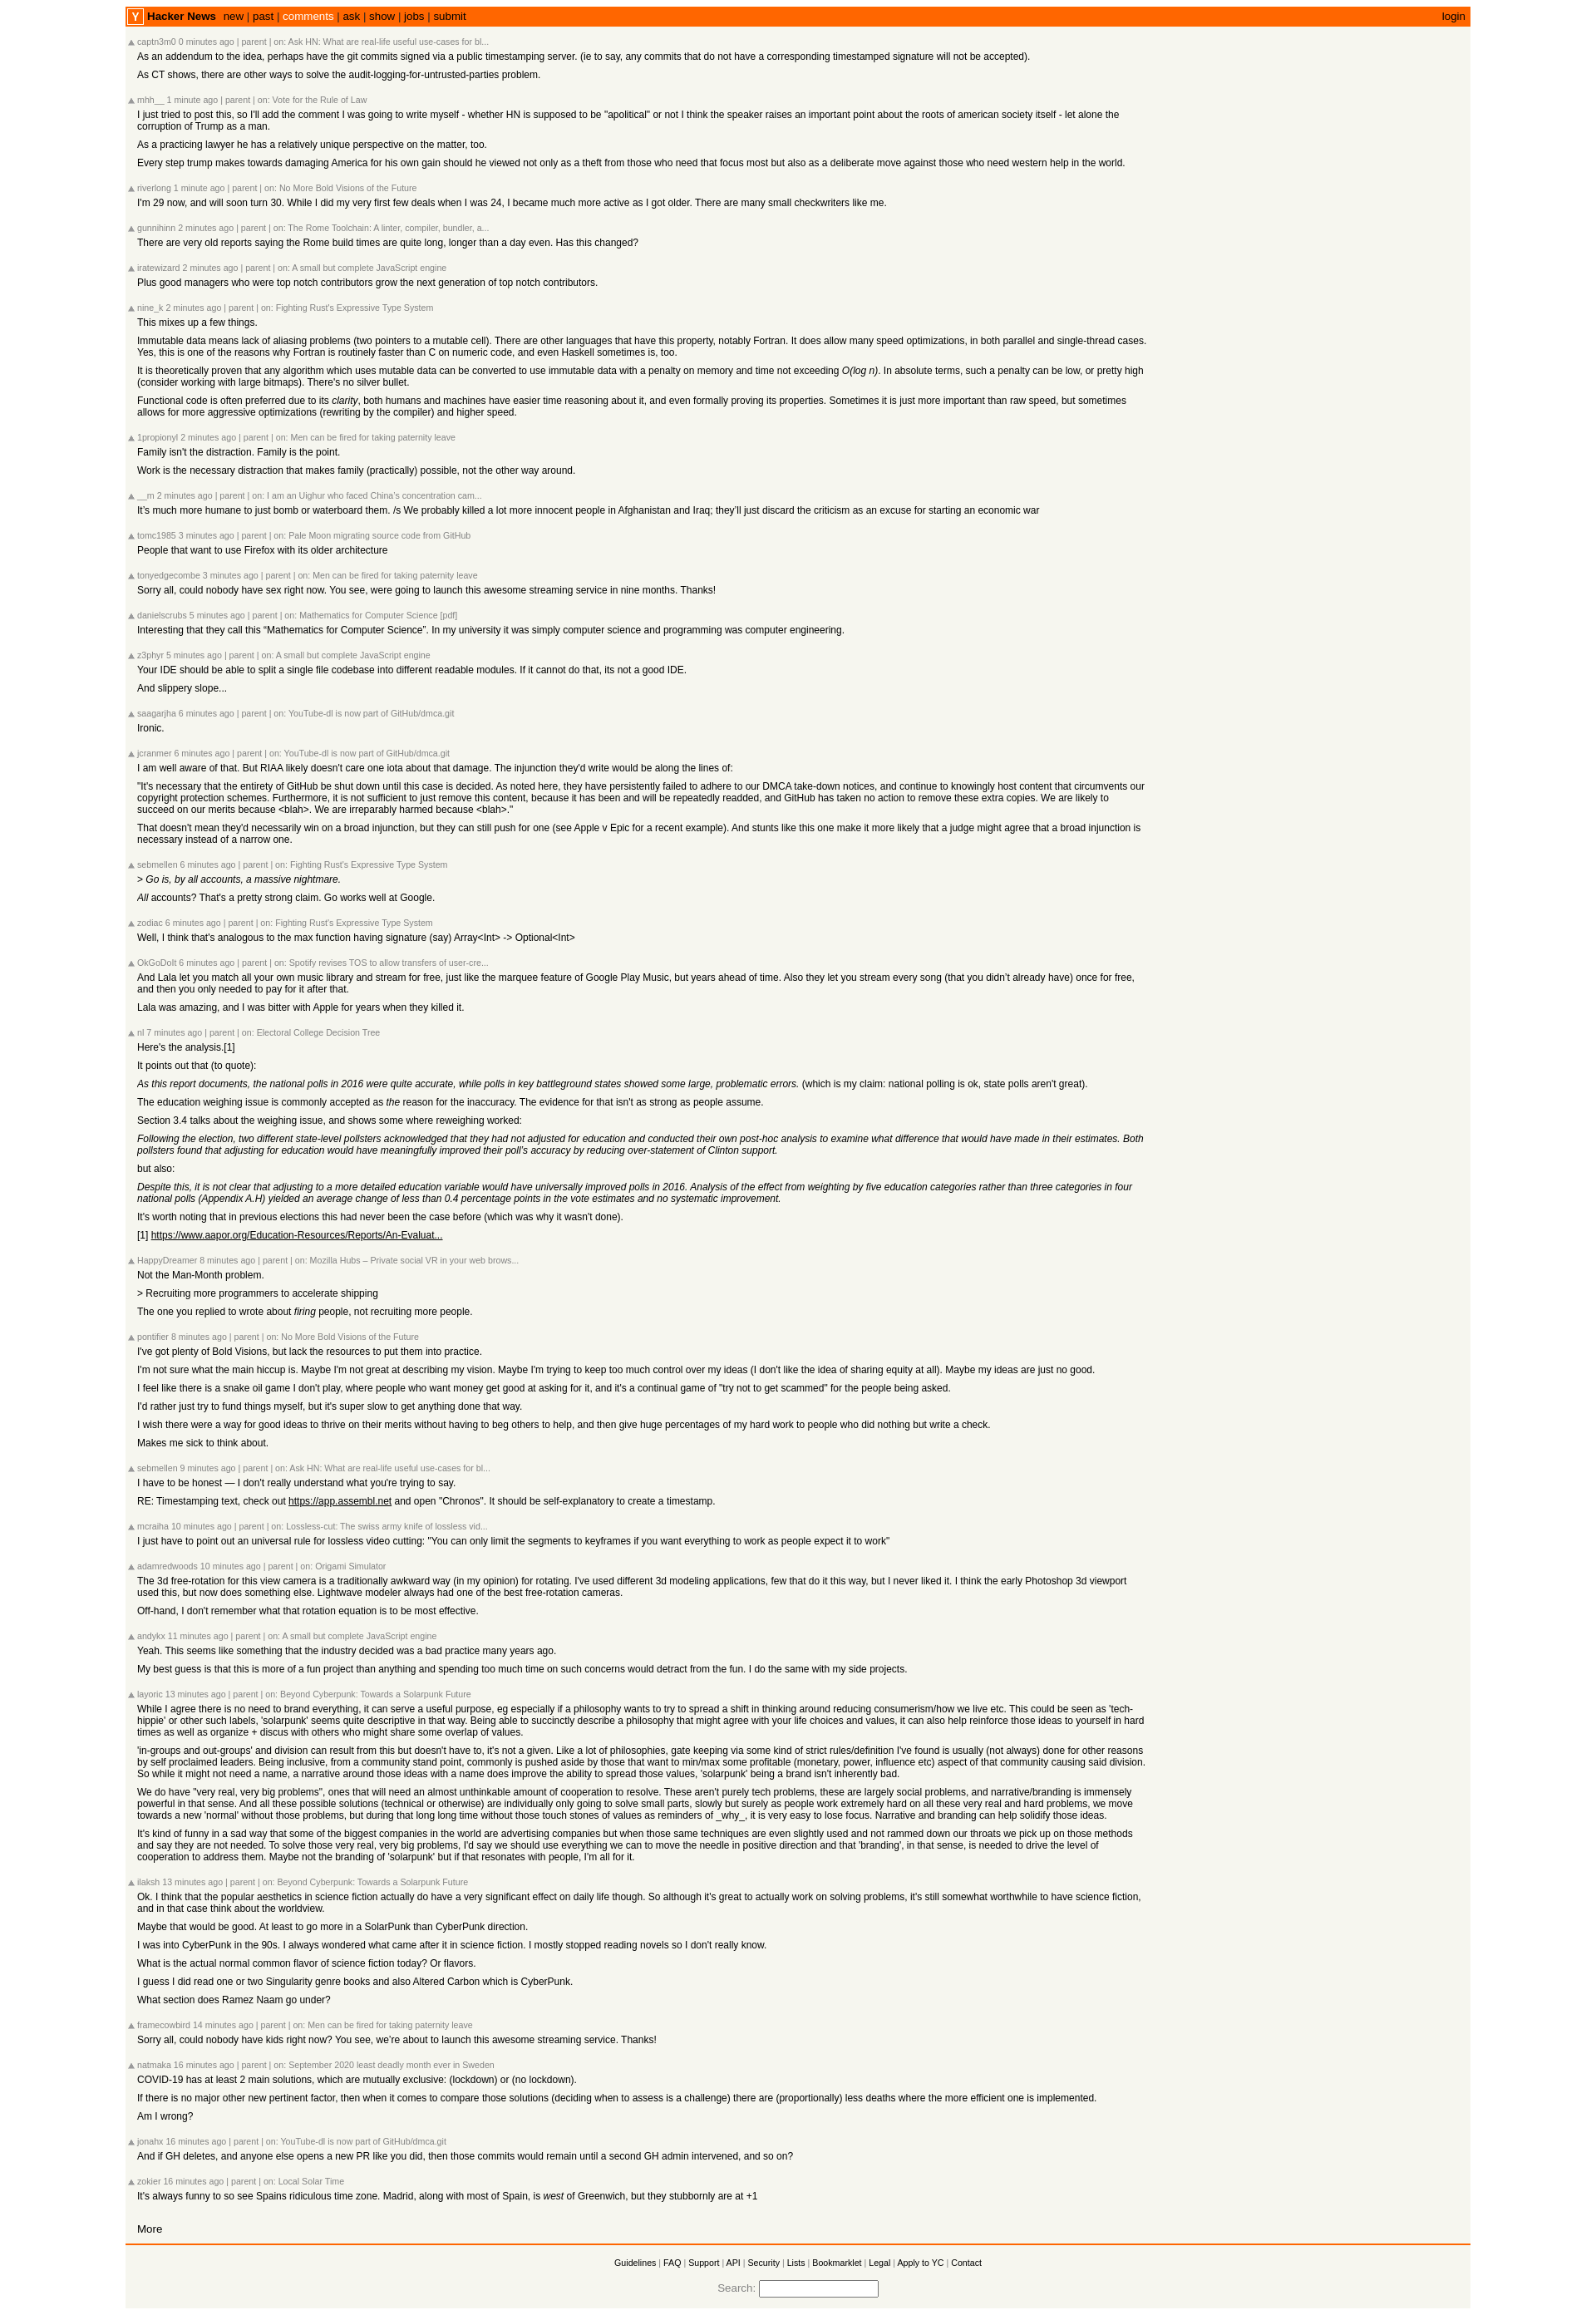 Y Hacker News new | past | comments | ask | show | jobs | submit login
captn3m0 0 minutes ago | parent | on: Ask HN: What are real-life useful use-cases for bl...
As an addendum to the idea, perhaps have the git commits signed via a public timestamping server. (ie to say, any commits that do not have a corresponding timestamped signature will not be accepted).
As CT shows, there are other ways to solve the audit-logging-for-untrusted-parties problem.
mhh__ 1 minute ago | parent | on: Vote for the Rule of Law
I just tried to post this, so I'll add the comment I was going to write myself - whether HN is supposed to be "apolitical" or not I think the speaker raises an important point about the roots of american society itself - let alone the
corruption of Trump as a man.
As a practicing lawyer he has a relatively unique perspective on the matter, too.
Every step trump makes towards damaging America for his own gain should he viewed not only as a theft from those who need that focus most but also as a deliberate move against those who need western help in the world.
riverlong 1 minute ago | parent | on: No More Bold Visions of the Future
I'm 29 now, and will soon turn 30. While I did my very first few deals when I was 24, I became much more active as I got older. There are many small checkwriters like me.
gunnihinn 2 minutes ago | parent | on: The Rome Toolchain: A linter, compiler, bundler, a...
There are very old reports saying the Rome build times are quite long, longer than a day even. Has this changed?
iratewizard 2 minutes ago | parent | on: A small but complete JavaScript engine
Plus good managers who were top notch contributors grow the next generation of top notch contributors.
nine_k 2 minutes ago | parent | on: Fighting Rust's Expressive Type System
This mixes up a few things.
Immutable data means lack of aliasing problems (two pointers to a mutable cell). There are other languages that have this property, notably Fortran. It does allow many speed optimizations, in both parallel and single-thread cases.
Yes, this is one of the reasons why Fortran is routinely faster than C on numeric code, and even Haskell sometimes is, too.
It is theoretically proven that any algorithm which uses mutable data can be converted to use immutable data with a penalty on memory and time not exceeding O(log n). In absolute terms, such a penalty can be low, or pretty high
(consider working with large bitmaps). There's no silver bullet.
Functional code is often preferred due to its clarity, both humans and machines have easier time reasoning about it, and even formally proving its properties. Sometimes it is just more important than raw speed, but sometimes
allows for more aggressive optimizations (rewriting by the compiler) and higher speed.
1propionyl 2 minutes ago | parent | on: Men can be fired for taking paternity leave
Family isn't the distraction. Family is the point.
Work is the necessary distraction that makes family (practically) possible, not the other way around.
__m 2 minutes ago | parent | on: I am an Uighur who faced China's concentration cam...
It's much more humane to just bomb or waterboard them. /s We probably killed a lot more innocent people in Afghanistan and Iraq; they'll just discard the criticism as an excuse for starting an economic war
tomc1985 3 minutes ago | parent | on: Pale Moon migrating source code from GitHub
People that want to use Firefox with its older architecture
tonyedgecombe 3 minutes ago | parent | on: Men can be fired for taking paternity leave
Sorry all, could nobody have sex right now. You see, were going to launch this awesome streaming service in nine months. Thanks!
danielscrubs 5 minutes ago | parent | on: Mathematics for Computer Science [pdf]
Interesting that they call this “Mathematics for Computer Science”. In my university it was simply computer science and programming was computer engineering.
z3phyr 5 minutes ago | parent | on: A small but complete JavaScript engine
Your IDE should be able to split a single file codebase into different readable modules. If it cannot do that, its not a good IDE.
And slippery slope...
saagarjha 6 minutes ago | parent | on: YouTube-dl is now part of GitHub/dmca.git
Ironic.
jcranmer 6 minutes ago | parent | on: YouTube-dl is now part of GitHub/dmca.git
I am well aware of that. But RIAA likely doesn't care one iota about that damage. The injunction they'd write would be along the lines of:
"It's necessary that the entirety of GitHub be shut down until this case is decided. As noted here, they have persistently failed to adhere to our DMCA take-down notices, and continue to knowingly host content that circumvents our
copyright protection schemes. Furthermore, it is not sufficient to just remove this content, because it has been and will be repeatedly readded, and GitHub has taken no action to remove these extra copies. We are likely to
succeed on our merits because <blah>. We are irreparably harmed because <blah>."
That doesn't mean they'd necessarily win on a broad injunction, but they can still push for one (see Apple v Epic for a recent example). And stunts like this one make it more likely that a judge might agree that a broad injunction is
necessary instead of a narrow one.
sebmellen 6 minutes ago | parent | on: Fighting Rust's Expressive Type System
> Go is, by all accounts, a massive nightmare.
All accounts? That's a pretty strong claim. Go works well at Google.
zodiac 6 minutes ago | parent | on: Fighting Rust's Expressive Type System
Well, I think that's analogous to the max function having signature (say) Array<Int> -> Optional<Int>
OkGoDoIt 6 minutes ago | parent | on: Spotify revises TOS to allow transfers of user-cre...
And Lala let you match all your own music library and stream for free, just like the marquee feature of Google Play Music, but years ahead of time. Also they let you stream every song (that you didn't already have) once for free,
and then you only needed to pay for it after that.
Lala was amazing, and I was bitter with Apple for years when they killed it.
nl 7 minutes ago | parent | on: Electoral College Decision Tree
Here's the analysis.[1]
It points out that (to quote):
As this report documents, the national polls in 2016 were quite accurate, while polls in key battleground states showed some large, problematic errors. (which is my claim: national polling is ok, state polls aren't great).
The education weighing issue is commonly accepted as the reason for the inaccuracy. The evidence for that isn't as strong as people assume.
Section 3.4 talks about the weighing issue, and shows some where reweighing worked:
Following the election, two different state-level pollsters acknowledged that they had not adjusted for education and conducted their own post-hoc analysis to examine what difference that would have made in their estimates. Both
pollsters found that adjusting for education would have meaningfully improved their poll's accuracy by reducing over-statement of Clinton support.
but also:
Despite this, it is not clear that adjusting to a more detailed education variable would have universally improved polls in 2016. Analysis of the effect from weighting by five education categories rather than three categories in four
national polls (Appendix A.H) yielded an average change of less than 0.4 percentage points in the vote estimates and no systematic improvement.
It's worth noting that in previous elections this had never been the case before (which was why it wasn't done).
[1] https://www.aapor.org/Education-Resources/Reports/An-Evaluat...
HappyDreamer 8 minutes ago | parent | on: Mozilla Hubs – Private social VR in your web brows...
Not the Man-Month problem.
> Recruiting more programmers to accelerate shipping
The one you replied to wrote about firing people, not recruiting more people.
pontifier 8 minutes ago | parent | on: No More Bold Visions of the Future
I've got plenty of Bold Visions, but lack the resources to put them into practice.
I'm not sure what the main hiccup is. Maybe I'm not great at describing my vision. Maybe I'm trying to keep too much control over my ideas (I don't like the idea of sharing equity at all). Maybe my ideas are just no good.
I feel like there is a snake oil game I don't play, where people who want money get good at asking for it, and it's a continual game of "try not to get scammed" for the people being asked.
I'd rather just try to fund things myself, but it's super slow to get anything done that way.
I wish there were a way for good ideas to thrive on their merits without having to beg others to help, and then give huge percentages of my hard work to people who did nothing but write a check.
Makes me sick to think about.
sebmellen 9 minutes ago | parent | on: Ask HN: What are real-life useful use-cases for bl...
I have to be honest — I don't really understand what you're trying to say.
RE: Timestamping text, check out https://app.assembl.net and open "Chronos". It should be self-explanatory to create a timestamp.
mcraiha 10 minutes ago | parent | on: Lossless-cut: The swiss army knife of lossless vid...
I just have to point out an universal rule for lossless video cutting: "You can only limit the segments to keyframes if you want everything to work as people expect it to work"
adamredwoods 10 minutes ago | parent | on: Origami Simulator
The 3d free-rotation for this view camera is a traditionally awkward way (in my opinion) for rotating. I've used different 3d modeling applications, few that do it this way, but I never liked it. I think the early Photoshop 3d viewport
used this, but now does something else. Lightwave modeler always had one of the best free-rotation cameras.
Off-hand, I don't remember what that rotation equation is to be most effective.
andykx 11 minutes ago | parent | on: A small but complete JavaScript engine
Yeah. This seems like something that the industry decided was a bad practice many years ago.
My best guess is that this is more of a fun project than anything and spending too much time on such concerns would detract from the fun. I do the same with my side projects.
layoric 13 minutes ago | parent | on: Beyond Cyberpunk: Towards a Solarpunk Future
While I agree there is no need to brand everything, it can serve a useful purpose, eg especially if a philosophy wants to try to spread a shift in thinking around reducing consumerism/how we live etc. This could be seen as 'tech-
hippie' or other such labels, 'solarpunk' seems quite descriptive in that way. Being able to succinctly describe a philosophy that might agree with your life choices and values, it can also help reinforce those ideas to yourself in hard
times as well as organize + discus with others who might share some overlap of values.
'in-groups and out-groups' and division can result from this but doesn't have to, it's not a given. Like a lot of philosophies, gate keeping via some kind of strict rules/definition I've found is usually (not always) done for other reasons
by self proclaimed leaders. Being inclusive, from a community stand point, commonly is pushed aside by those that want to min/max some profitable (monetary, power, influence etc) aspect of that community causing said division.
So while it might not need a name, a narrative around those ideas with a name does improve the ability to spread those values, 'solarpunk' being a brand isn't inherently bad.
We do have "very real, very big problems", ones that will need an almost unthinkable amount of cooperation to resolve. These aren't purely tech problems, these are largely social problems, and narrative/branding is immensely
powerful in that sense. And all these possible solutions (technical or otherwise) are individually only going to solve small parts, slowly but surely as people work extremely hard on all these very real and hard problems, we move
towards a new 'normal' without those problems, but during that long long time without those touch stones of values as reminders of _why_, it is very easy to lose focus. Narrative and branding can help solidify those ideas.
It's kind of funny in a sad way that some of the biggest companies in the world are advertising companies but when those same techniques are even slightly used and not rammed down our throats we pick up on those methods
and say they are not needed. To solve those very real, very big problems, I'd say we should use everything we can to move the needle in positive direction and that 'branding', in that sense, is needed to drive the level of
cooperation to address them. Maybe not the branding of 'solarpunk' but if that resonates with people, I'm all for it.
ilaksh 13 minutes ago | parent | on: Beyond Cyberpunk: Towards a Solarpunk Future
Ok. I think that the popular aesthetics in science fiction actually do have a very significant effect on daily life though. So although it's great to actually work on solving problems, it's still somewhat worthwhile to have science fiction,
and in that case think about the worldview.
Maybe that would be good. At least to go more in a SolarPunk than CyberPunk direction.
I was into CyberPunk in the 90s. I always wondered what came after it in science fiction. I mostly stopped reading novels so I don't really know.
What is the actual normal common flavor of science fiction today? Or flavors.
I guess I did read one or two Singularity genre books and also Altered Carbon which is CyberPunk.
What section does Ramez Naam go under?
framecowbird 14 minutes ago | parent | on: Men can be fired for taking paternity leave
Sorry all, could nobody have kids right now? You see, we're about to launch this awesome streaming service. Thanks!
natmaka 16 minutes ago | parent | on: September 2020 least deadly month ever in Sweden
COVID-19 has at least 2 main solutions, which are mutually exclusive: (lockdown) or (no lockdown).
If there is no major other new pertinent factor, then when it comes to compare those solutions (deciding when to assess is a challenge) there are (proportionally) less deaths where the more efficient one is implemented.
Am I wrong?
jonahx 16 minutes ago | parent | on: YouTube-dl is now part of GitHub/dmca.git
And if GH deletes, and anyone else opens a new PR like you did, then those commits would remain until a second GH admin intervened, and so on?
zokier 16 minutes ago | parent | on: Local Solar Time
It's always funny to so see Spains ridiculous time zone. Madrid, along with most of Spain, is west of Greenwich, but they stubbornly are at +1
More
Guidelines | FAQ | Support | API | Security | Lists | Bookmarklet | Legal | Apply to YC | Contact
Search: